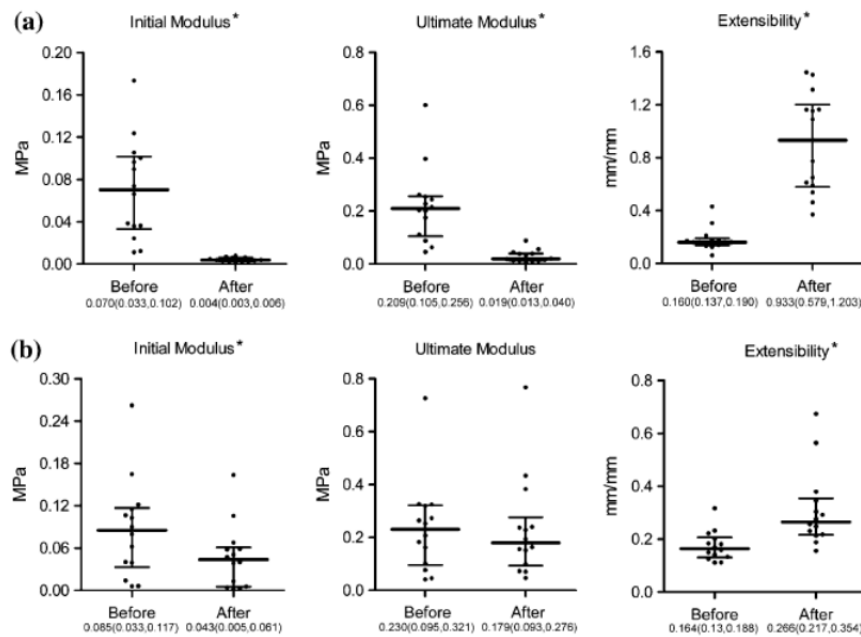 (a)
Initial Modulus*
Ultimate Modulus*
Extensibility*
MPa
0.20
0.16
0.12
0.08
0.04
0.00
Before
After
0.070(0.033,0.102)
0.004(0.003,0.006)
MPa
0.8
0.6
0.4
0.2
0.0
Before
After
0.209(0.105,0.256)
0.019(0.013,0.040)
mm/mm
1.6
1.2
0.8
0.4
0.0
Before
After
0.160(0.137,0.190)
0.933(0.579,1.203)
(b)
Initial Modulus*
Ultimate Modulus
Extensibility*
MPa
0.30
0.24
0.18
0.12
0.06
0.00
Before
After
0.085(0.033,0.117)
0.043(0.005,0.061)
MPa
0.8
0.6
0.4
0.2
0.0
Before
After
0.230(0.095,0.321)
0.179(0.093,0.276)
mm/mm
0.8
0.6
0.4
0.2
0.0
Before
After
0.164(0.13,0.188)
0.266(0.217,0.354)